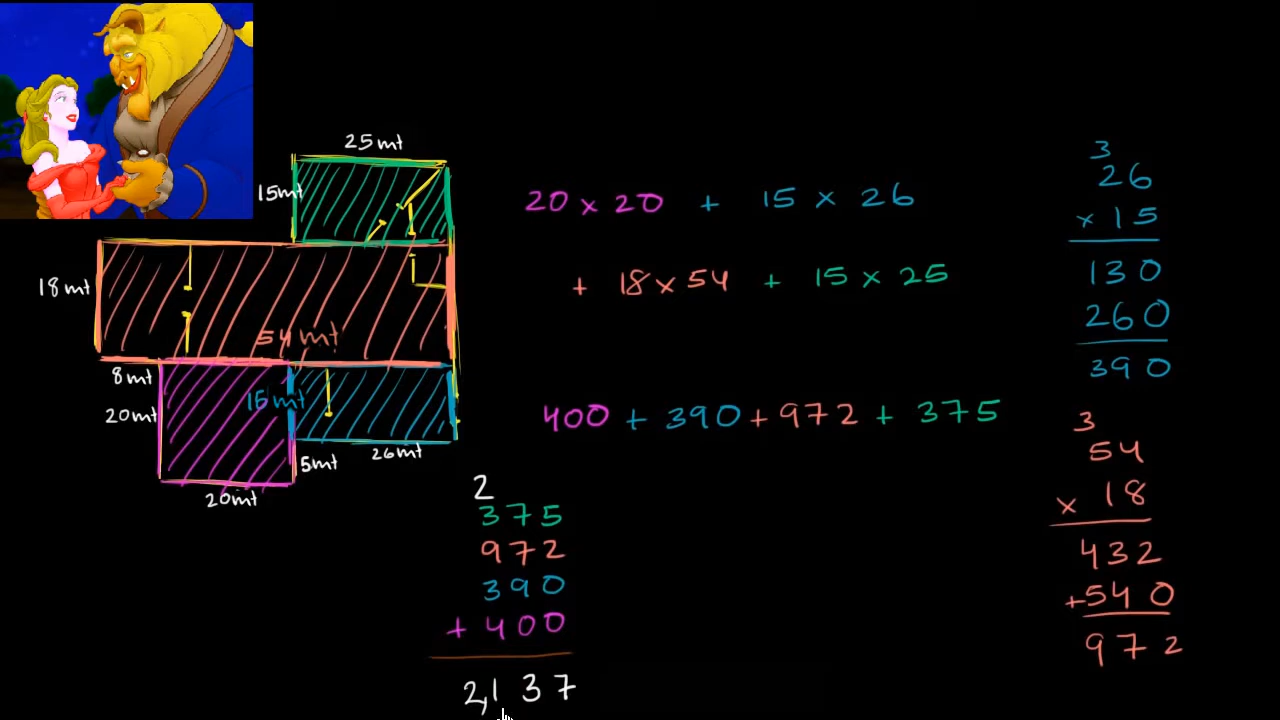 25mt
15mt
18mt
54mt
8mt
20mt
15mt
5mt
26mt
20mt
20 x 20 + 15 x 26
+ 18 x 54 + 15 x 25
400 + 390 + 972 + 375
2
375
972
390
+ 400
2,137
3
26
x 15
130
260
390
3
54
x 18
432
+540
972